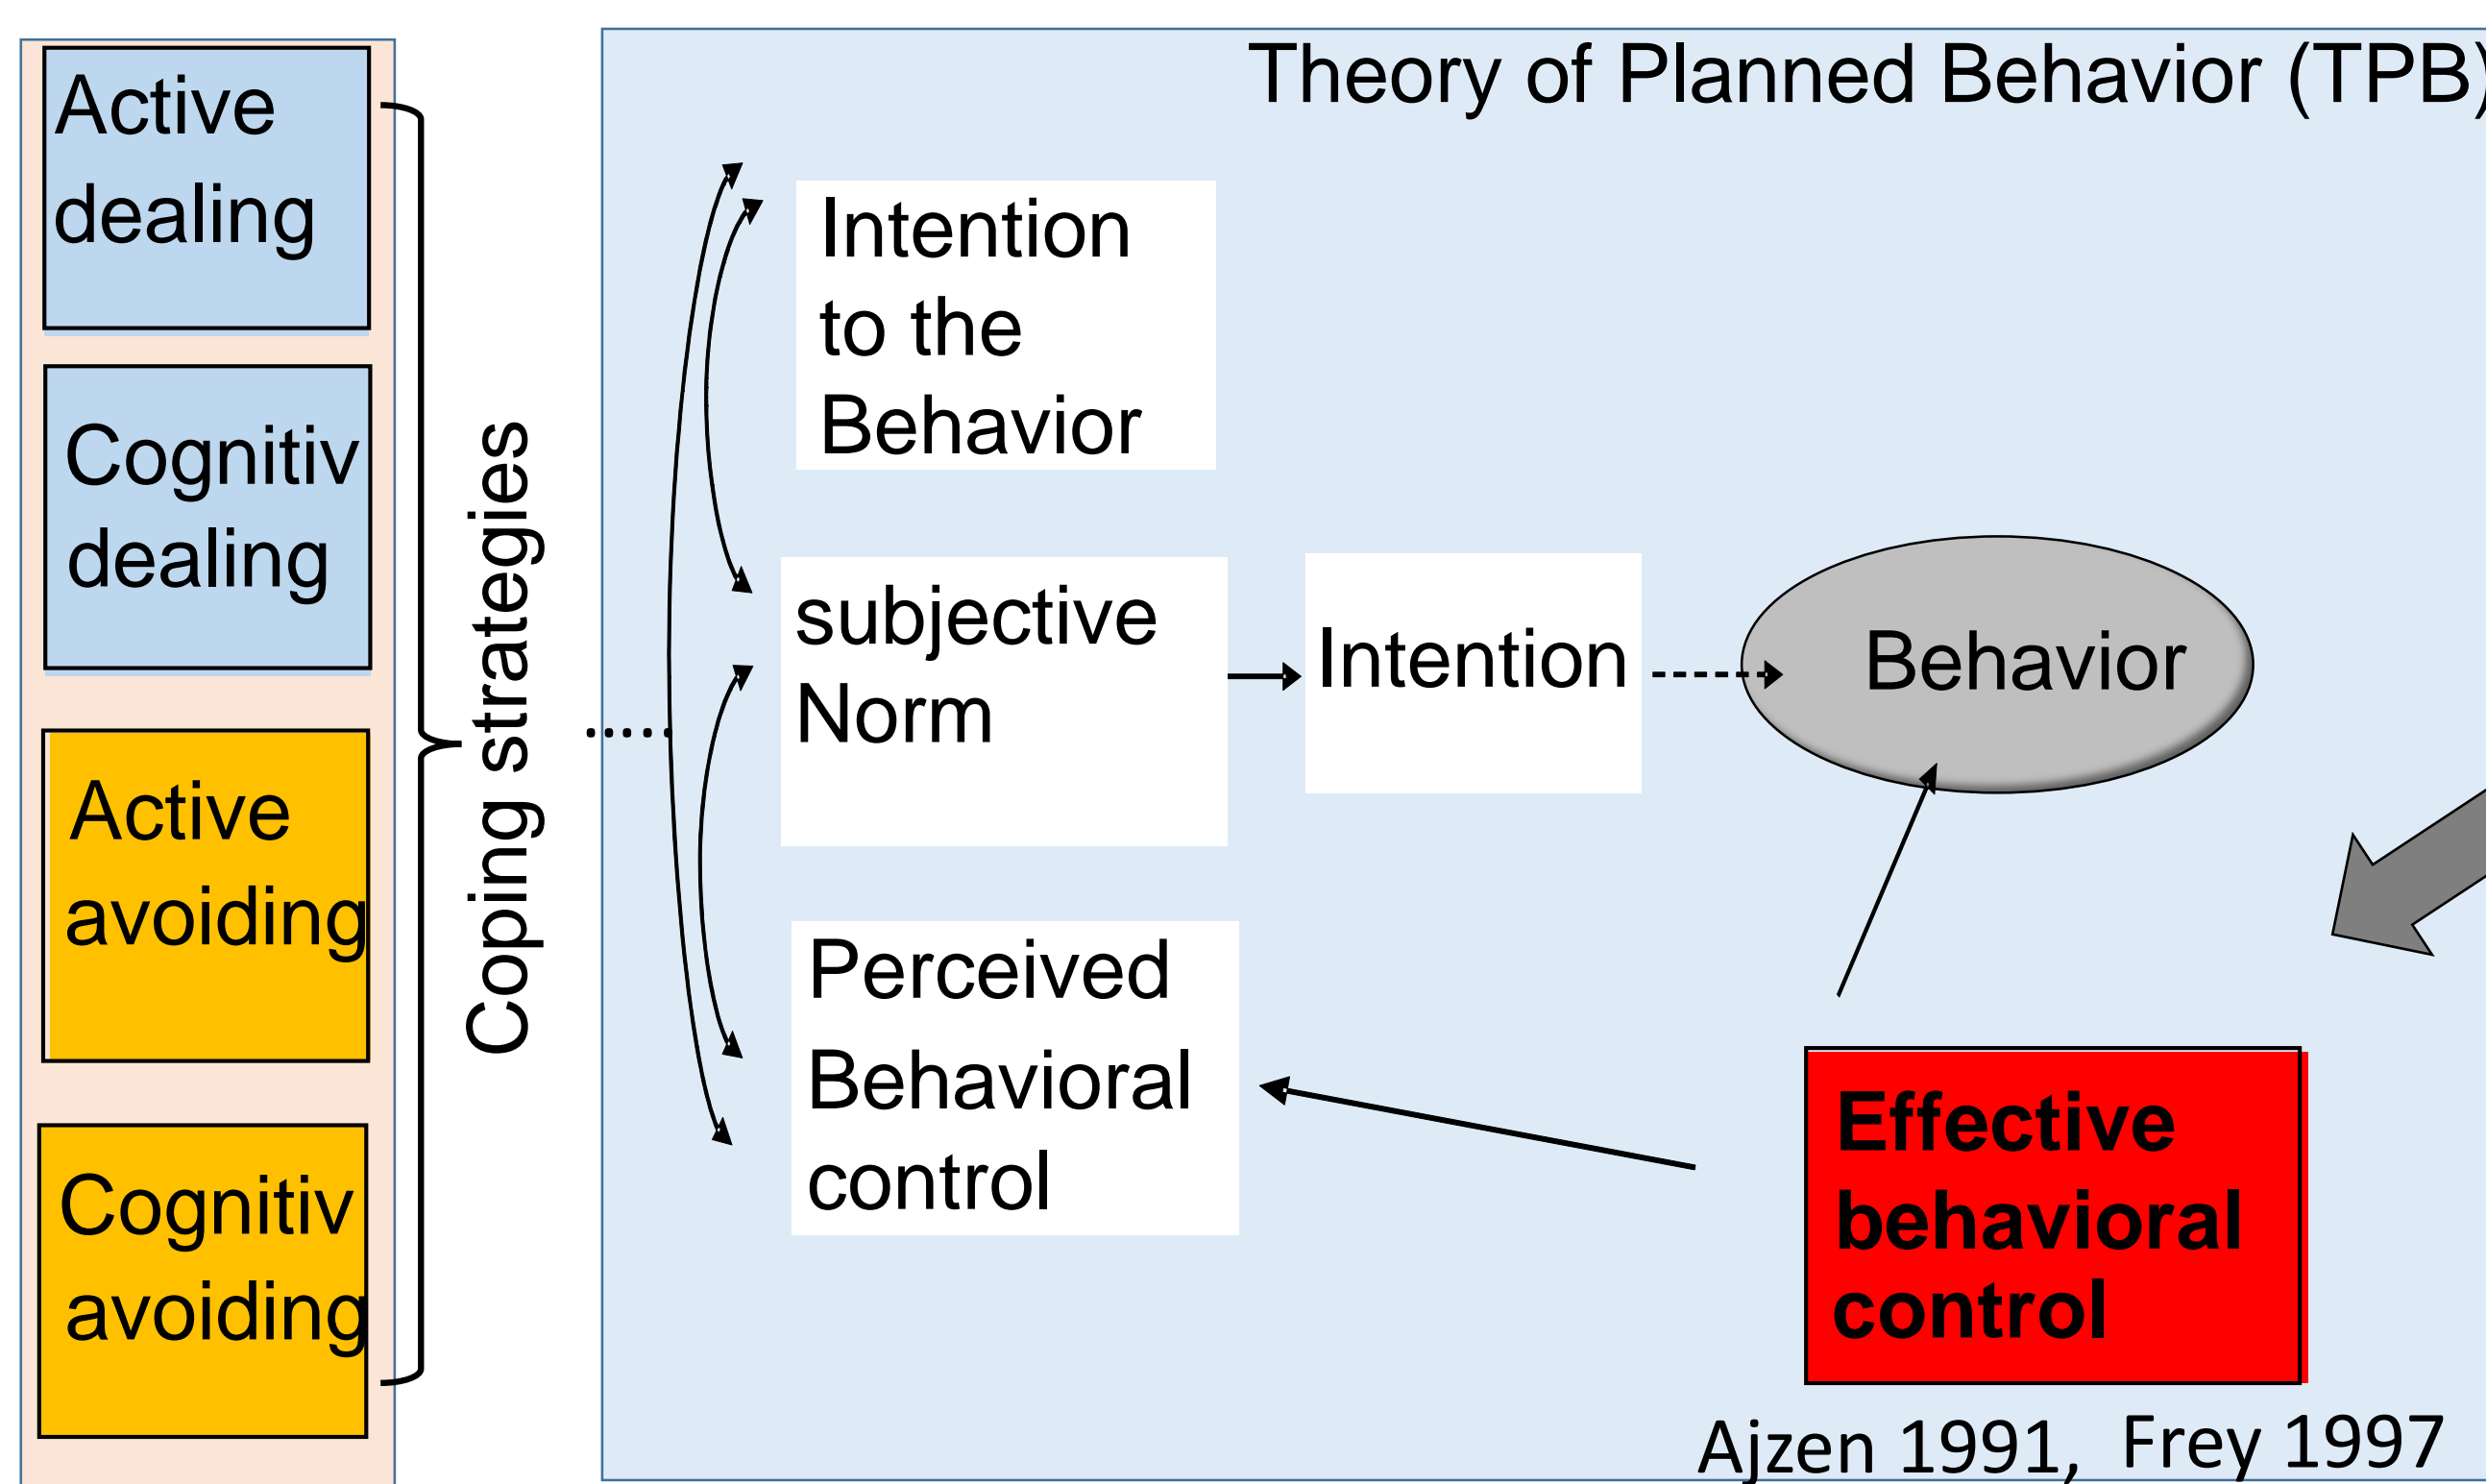 Active
dealing
Cognitiv
dealing
Active
avoiding
Cognitiv
avoiding
Coping strategies
Theory of Planned Behavior (TPB)
Intention
to the
Behavior
subjective
Norm
Perceived
Behavioral
control
Intention
Behavior
Effective
behavioral
control
Ajzen 1991, Frey 1997